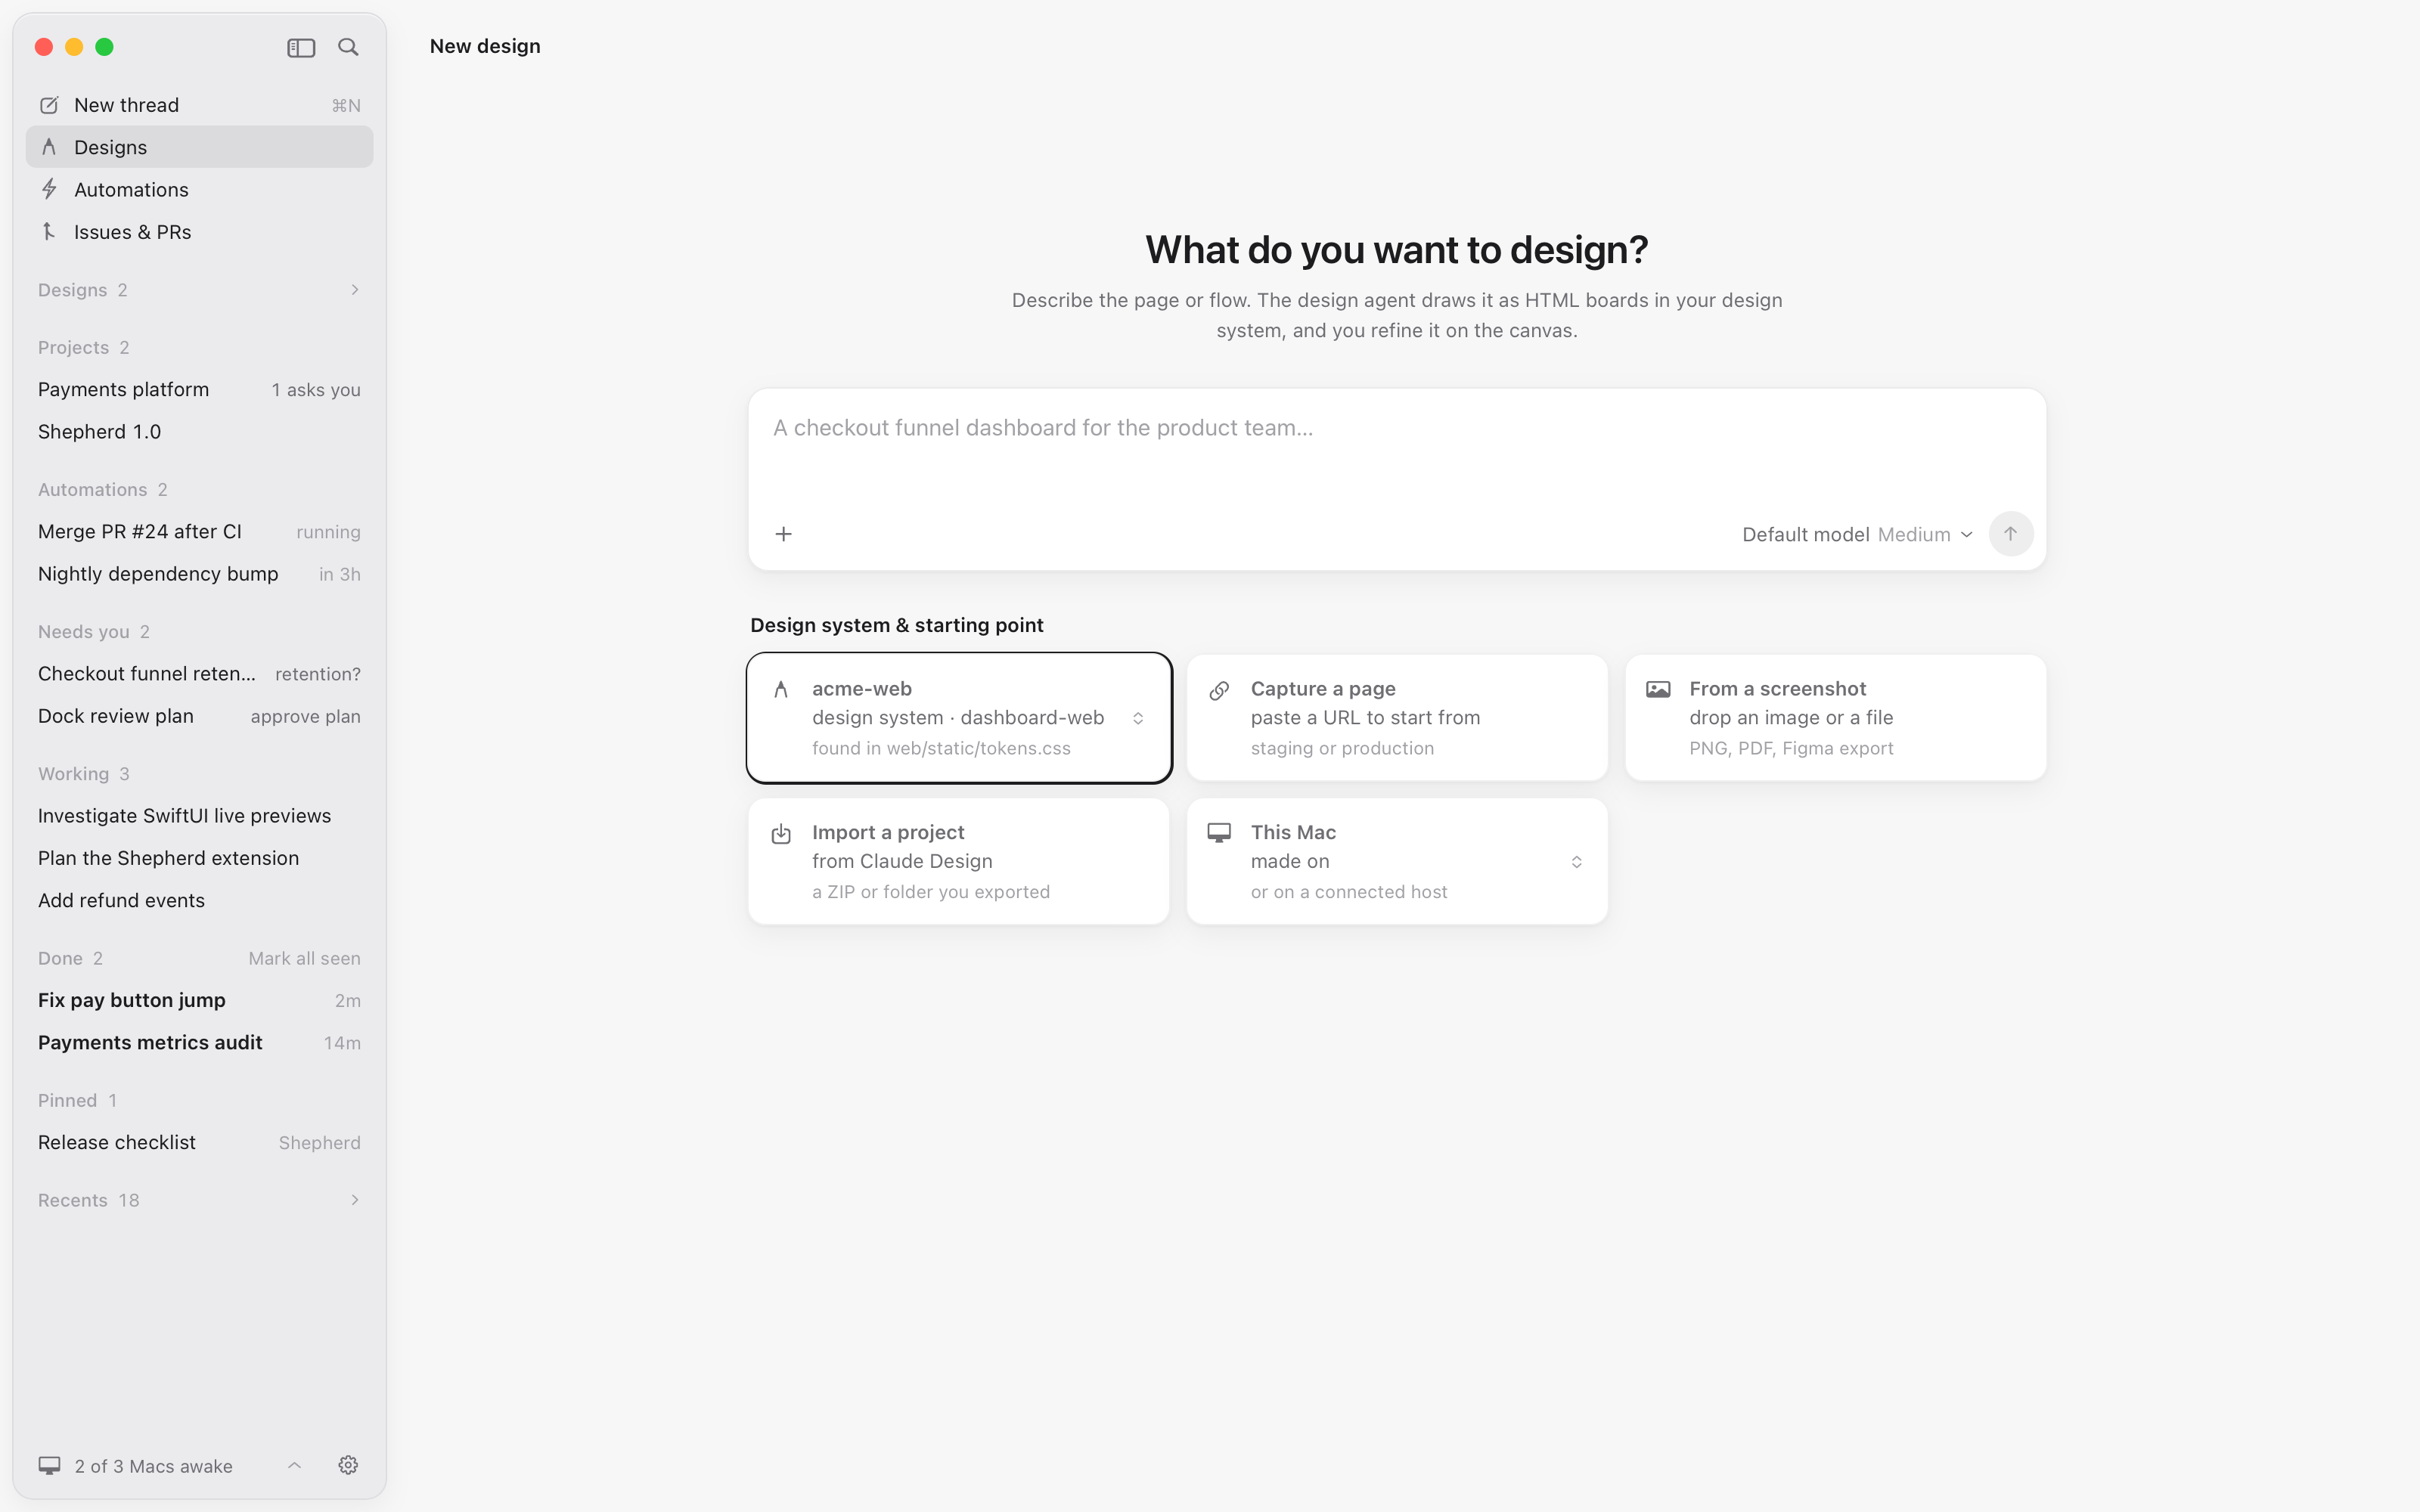 New design
New thread ⌘N
Designs
Automations
Issues & PRs
Designs 2
Projects 2
Payments platform 1 asks you
Shepherd 1.0
Automations 2
Merge PR #24 after CI running
Nightly dependency bump in 3h
Needs you 2
Checkout funnel reten... retention?
Dock review plan approve plan
Working 3
Investigate SwiftUI live previews
Plan the Shepherd extension
Add refund events
Done 2 Mark all seen
Fix pay button jump 2m
Payments metrics audit 14m
Pinned 1
Release checklist Shepherd
Recents 18
2 of 3 Macs awake
What do you want to design?
Describe the page or flow. The design agent draws it as HTML boards in your design
system, and you refine it on the canvas.
A checkout funnel dashboard for the product team...
Default model Medium
Design system & starting point
acme-web
design system · dashboard-web
found in web/static/tokens.css
Capture a page
paste a URL to start from
staging or production
From a screenshot
drop an image or a file
PNG, PDF, Figma export
Import a project
from Claude Design
a ZIP or folder you exported
This Mac
made on
or on a connected host